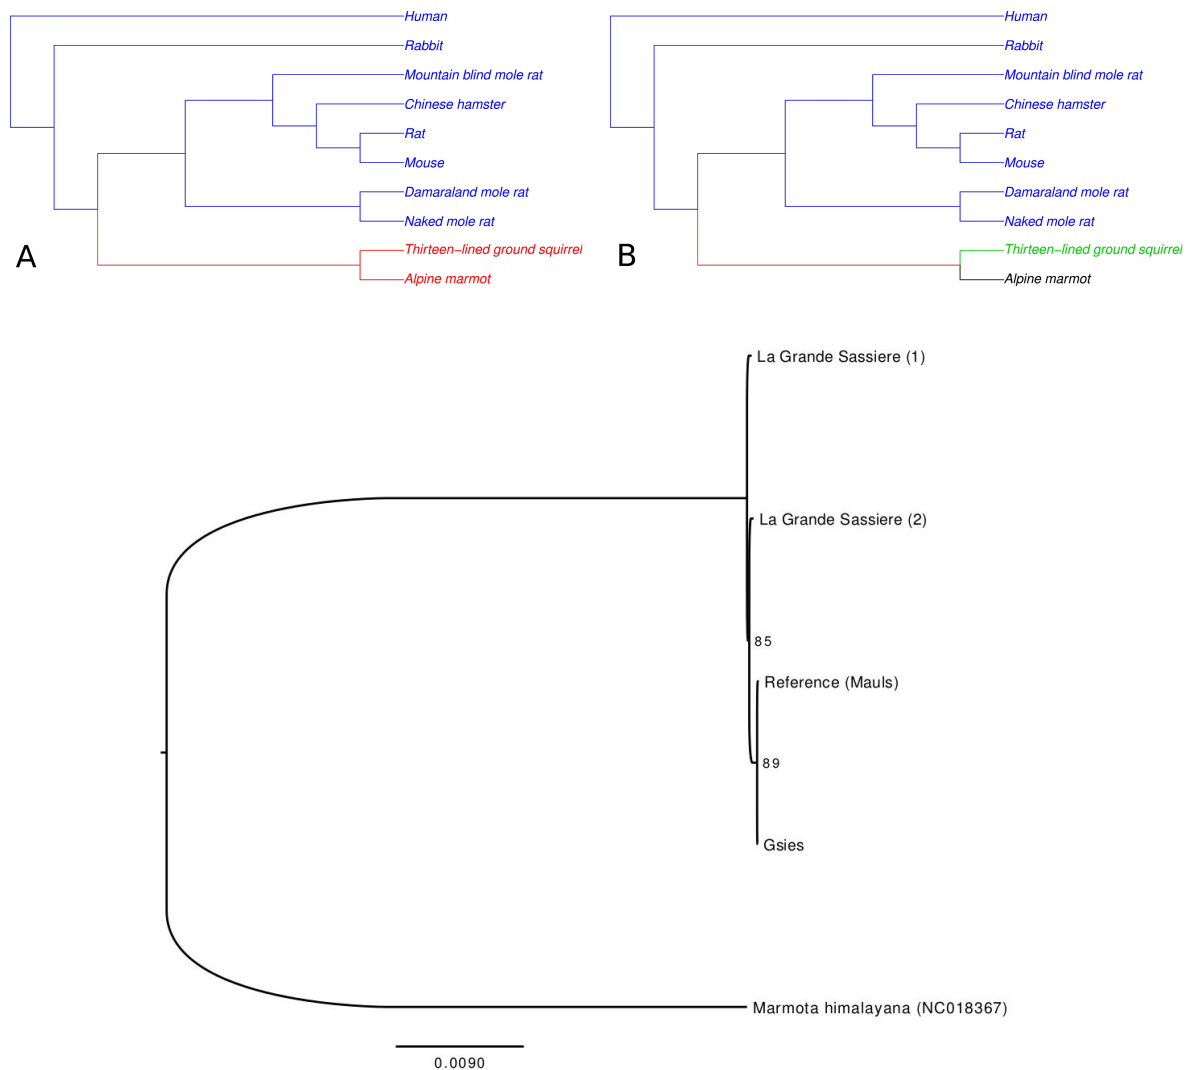 Human
Rabbit
Mountain blind mole rat
Chinese hamster
Rat
Mouse
Damaraland mole rat
Naked mole rat
Thirteen−lined ground squirrel
Alpine marmot
A
Human
Rabbit
Mountain blind mole rat
Chinese hamster
Rat
Mouse
Damaraland mole rat
Naked mole rat
Thirteen−lined ground squirrel
Alpine marmot
B
La Grande Sassiere (1)
La Grande Sassiere (2)
85
Reference (Mauls)
89
Gsies
Marmota himalayana (NC018367)
0.0090